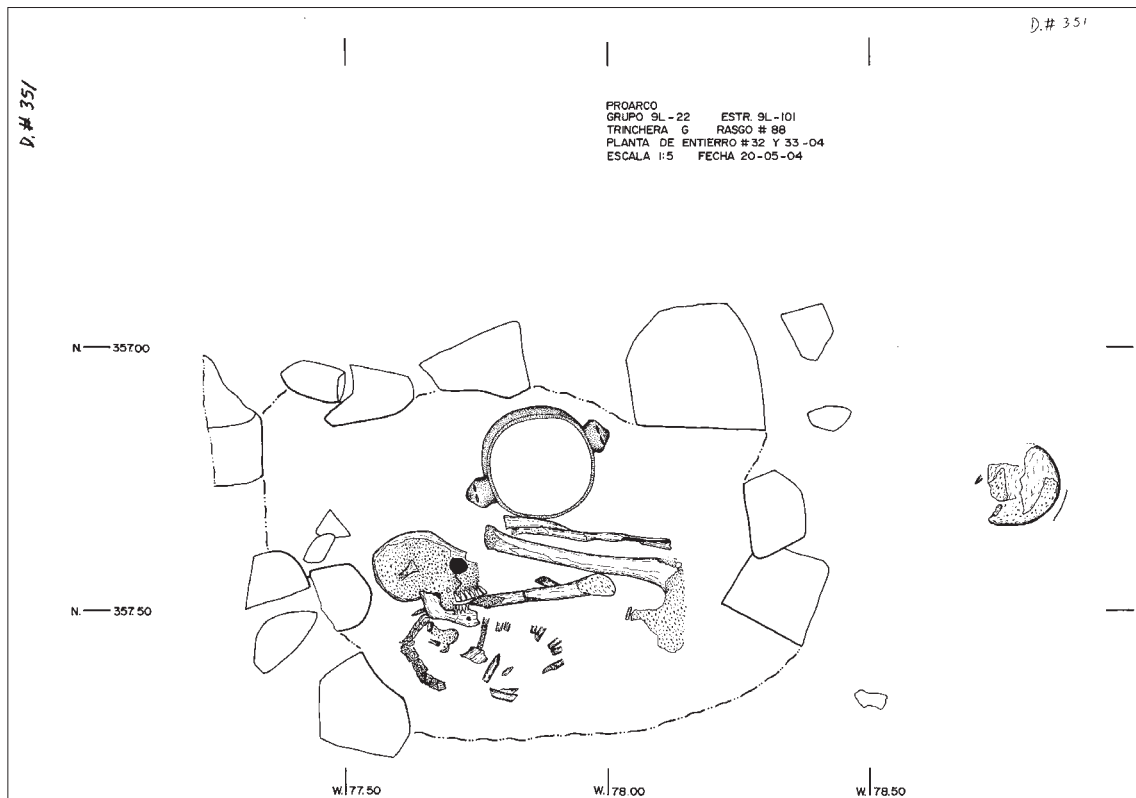 D.# 351
D.# 351
PROARCO
GRUPO 9L-22 ESTR. 9L-101
TRINCHERA G RASGO # 88
PLANTA DE ENTIERRO #32 Y 33-04
ESCALA 1:5 FECHA 20-05-04
N. 357.00
N. 357.50
W. 77.50 W. 78.00 W. 78.50